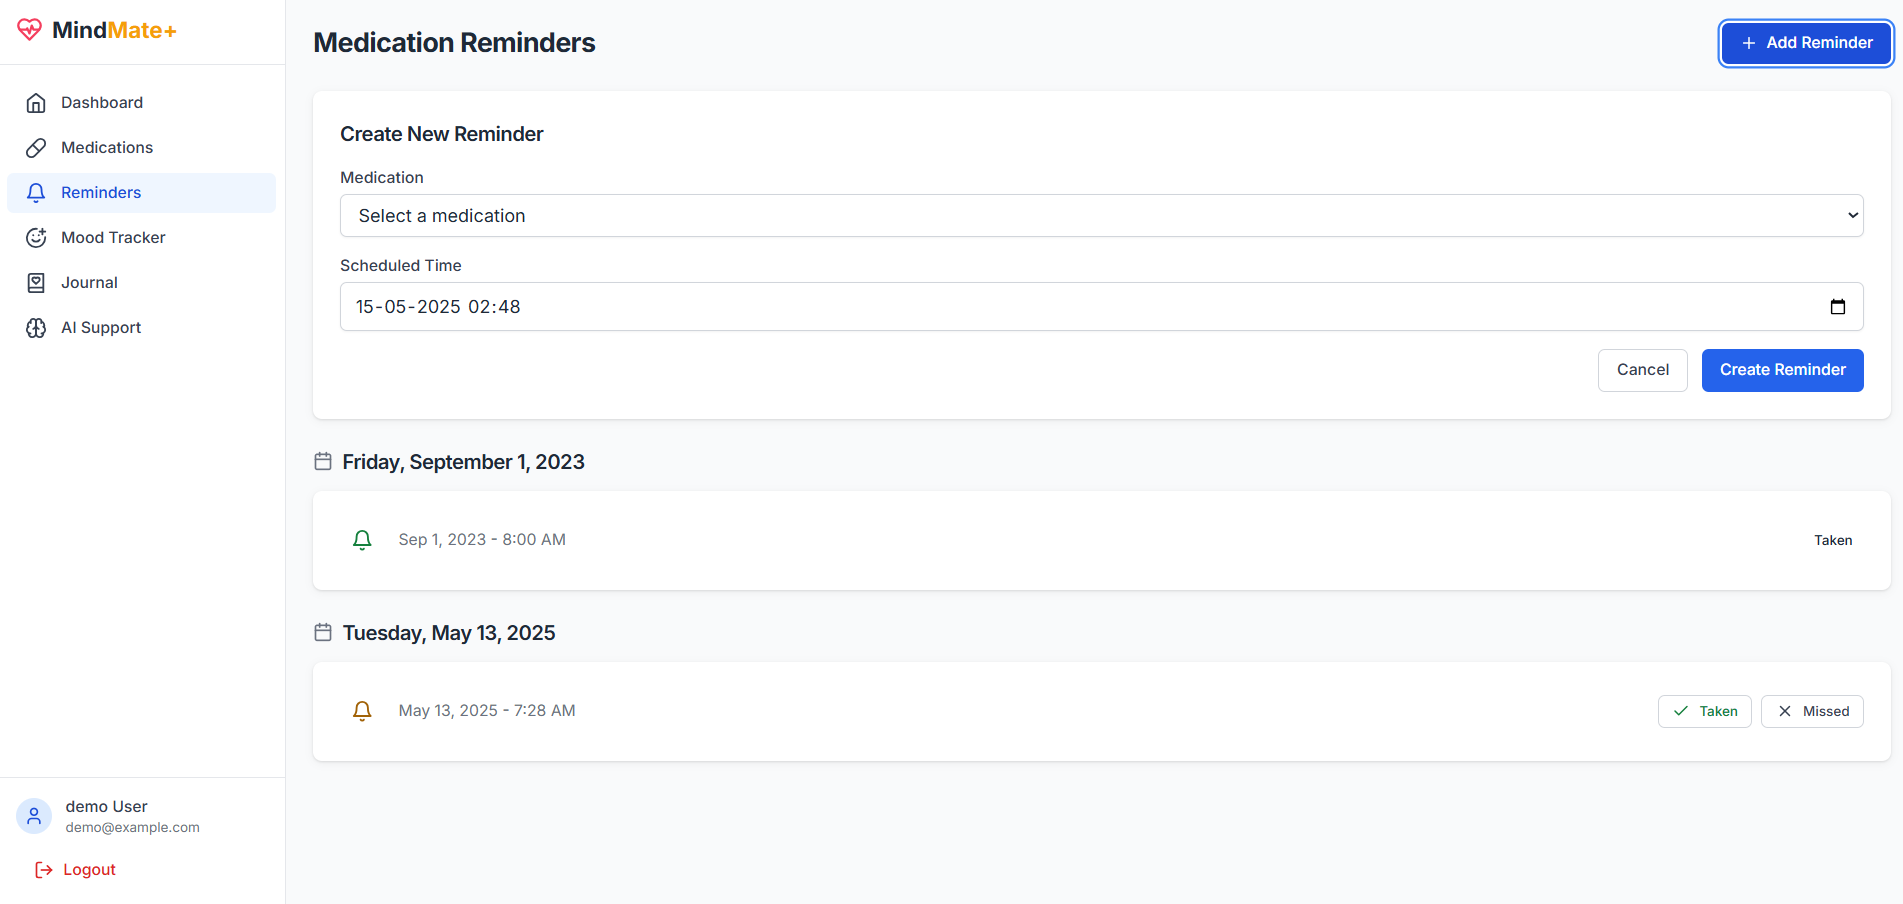 MindMate+
Dashboard
Medications
Reminders
Mood Tracker
Journal
AI Support
demo User
demo@example.com
Logout
Medication Reminders
Add Reminder
Create New Reminder
Medication
Select a medication
Scheduled Time
15-05-2025 02:48
Cancel
Create Reminder
Friday, September 1, 2023
Sep 1, 2023 - 8:00 AM
Taken
Tuesday, May 13, 2025
May 13, 2025 - 7:28 AM
Taken
Missed